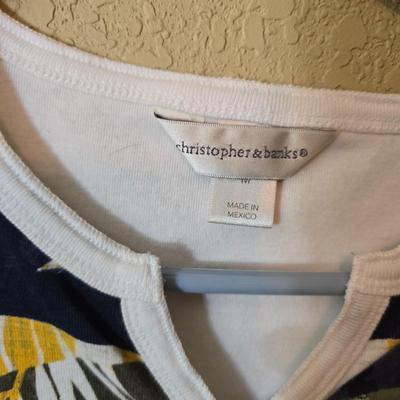 christopher & banks®
M
MADE IN
MEXICO